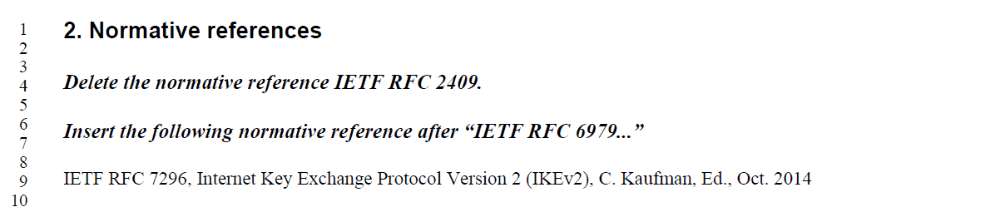 1 2. Normative references
2
3
4 Delete the normative reference IETF RFC 2409.
5
6 Insert the following normative reference after “IETF RFC 6979...”
7
8
9 IETF RFC 7296, Internet Key Exchange Protocol Version 2 (IKEv2), C. Kaufman, Ed., Oct. 2014
10